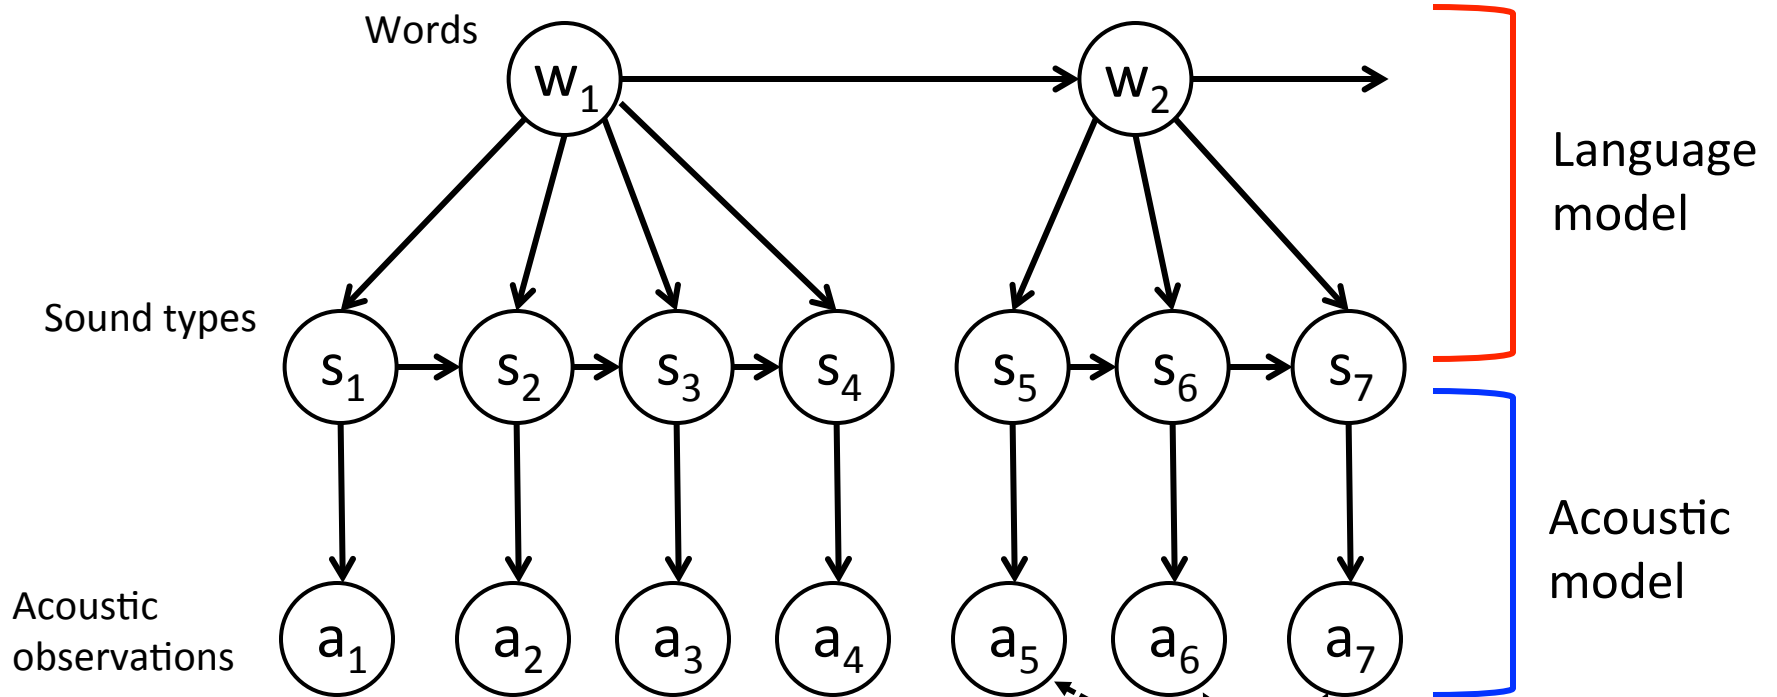 Words
w1 w2
Language
model
Sound types
s1 s2 s3 s4 s5 s6 s7
Acoustic
model
Acoustic
observations
a1 a2 a3 a4 a5 a6 a7